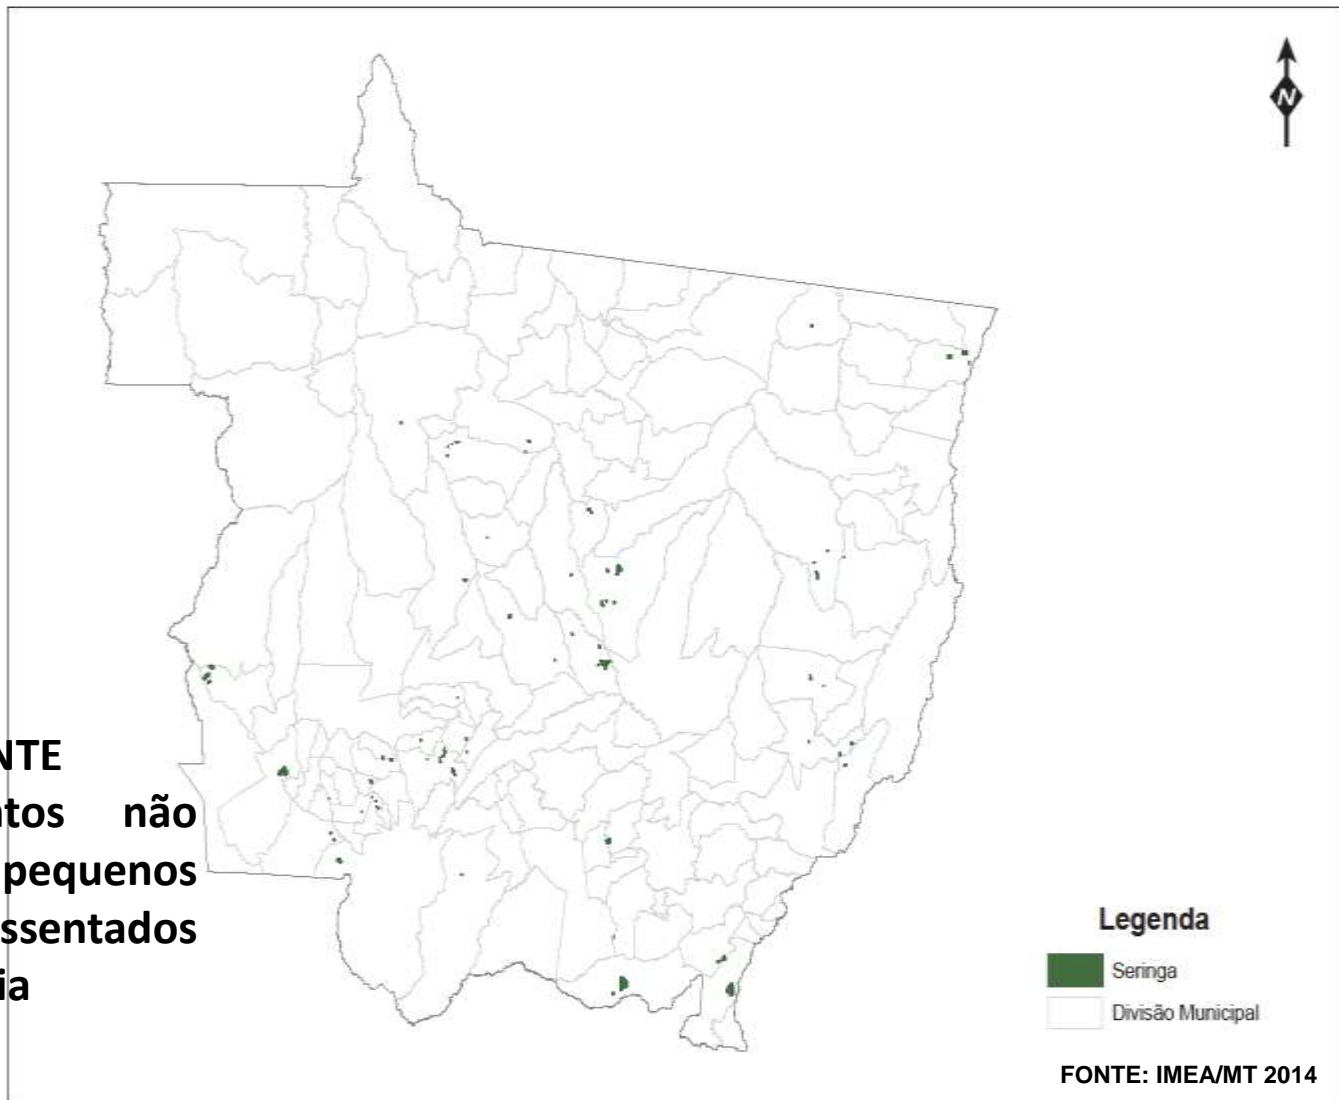 N
NTE
ntos não
pequenos
ssentados
ia
Legenda
Seringa
Divisão Municipal
FONTE: IMEA/MT 2014